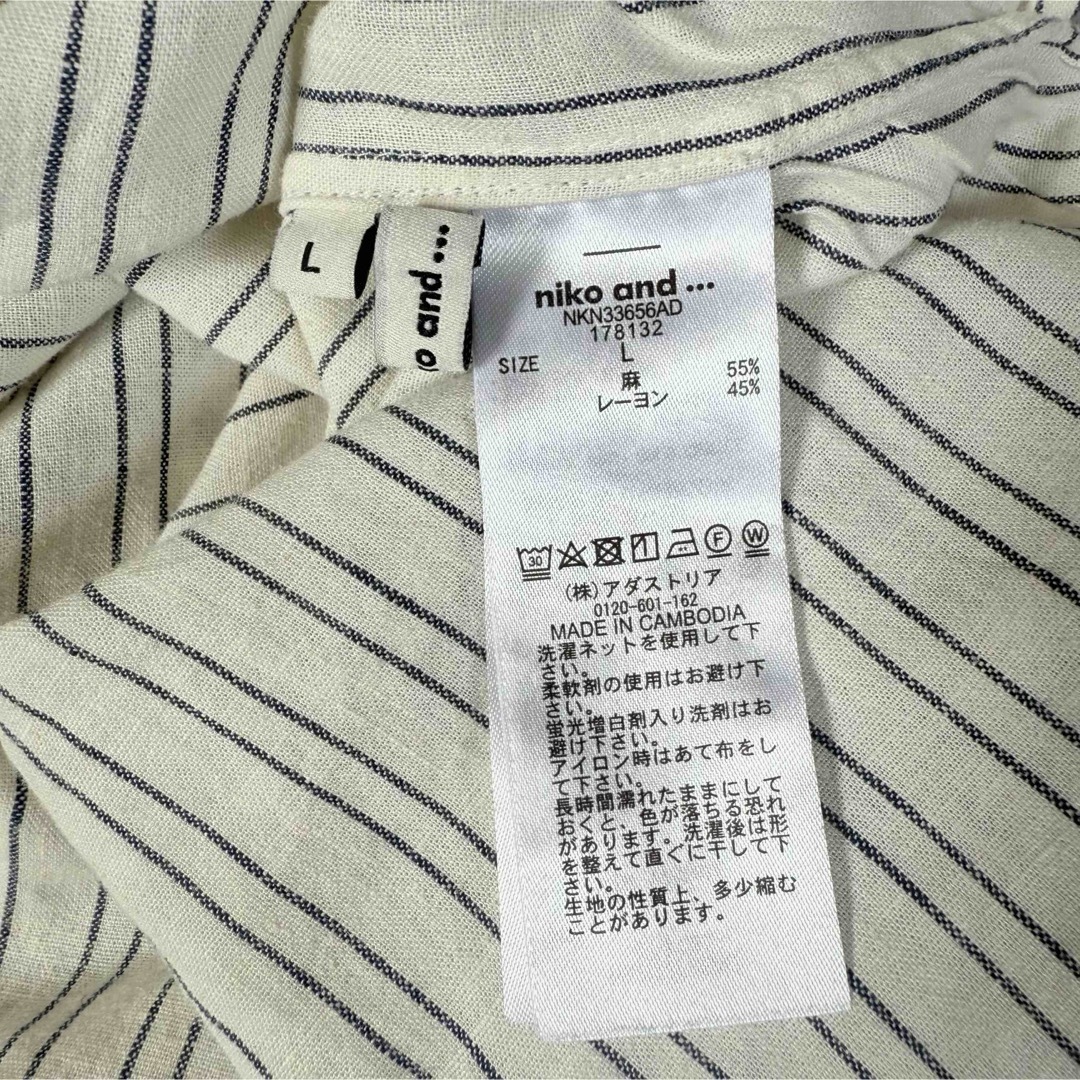 L
o and ...
niko and ...
NKN33656AD
178132
SIZE L
麻 55%
レーヨン 45%
30 F W
(株)アダストリア
0120-601-162
MADE IN CAMBODIA
洗濯ネットを使用して下
さい。
柔軟剤の使用はお避け下
さい。
蛍光増白剤入り洗剤はお
避け下さい。
アイロン時はあて布をし
て下さい。
長時間濡れたままにして
おくと、色が落ちる恐れ
があります。洗濯後は形
を整えて直ぐに干して下
さい。
生地の性質上、多少縮む
ことがあります。